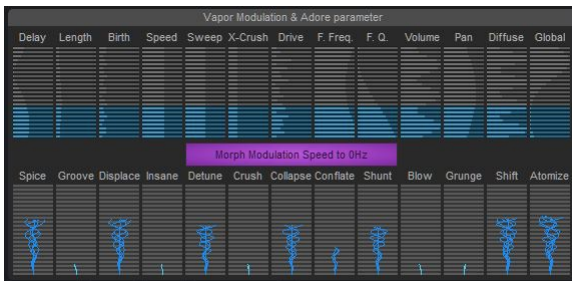 Vapor Modulation & Adore parameter
Delay Length Birth Speed Sweep X-Crush Drive F. Freq. F. Q. Volume Pan Diffuse Global
Morph Modulation Speed to 0Hz
Spice Groove Displace Insane Detune Crush Collapse Conflate Shunt Blow Grunge Shift Atomize